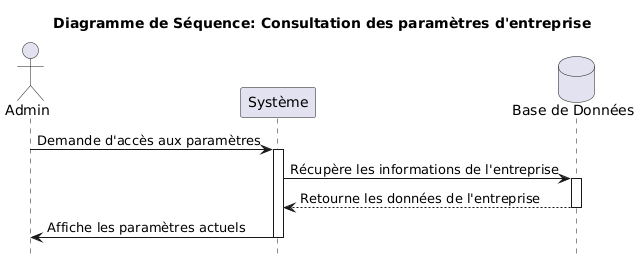 Diagramme de Séquence: Consultation des paramètres d'entreprise
Admin
Système
Base de Données
Demande d'accès aux paramètres
Récupère les informations de l'entreprise
Retourne les données de l'entreprise
Affiche les paramètres actuels